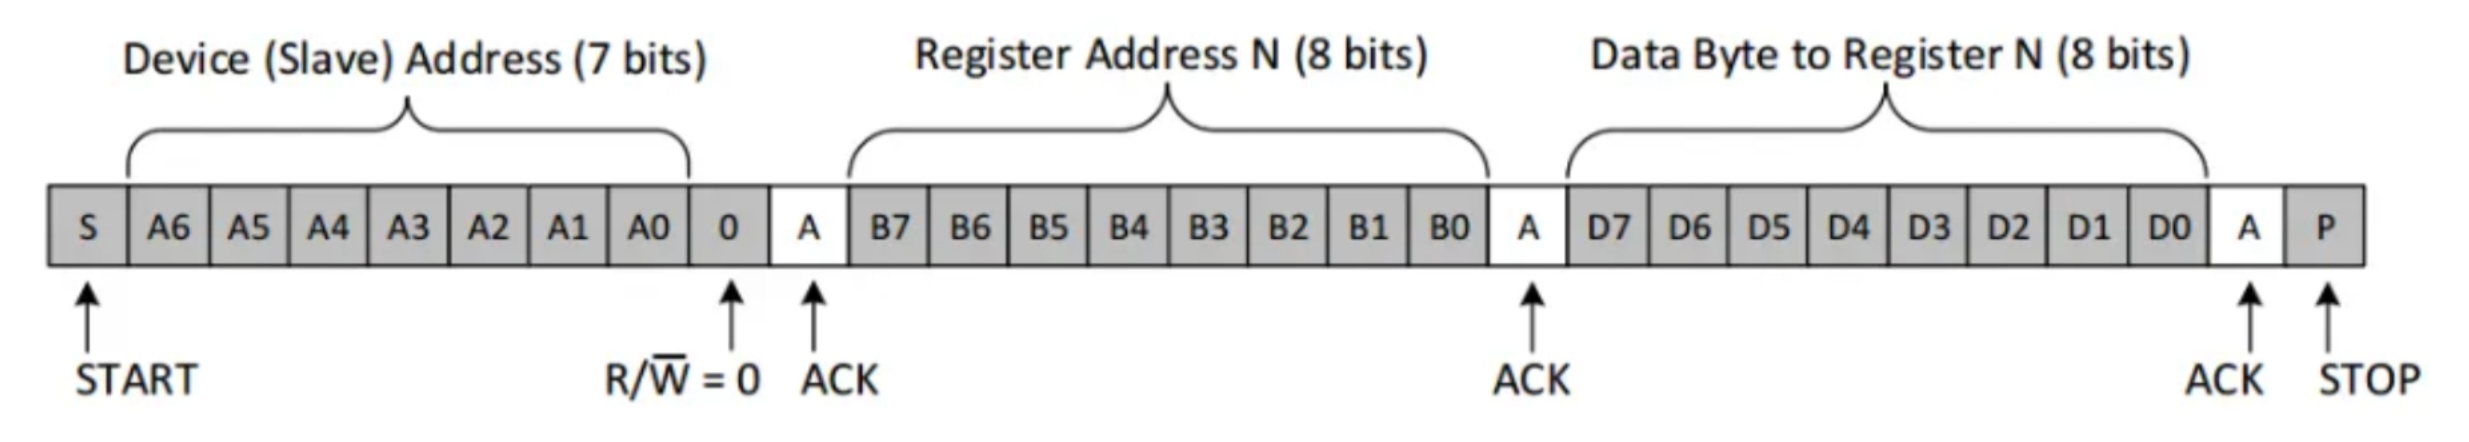 Device (Slave) Address (7 bits) Register Address N (8 bits) Data Byte to Register N (8 bits)
S A6 A5 A4 A3 A2 A1 A0 0 A B7 B6 B5 B4 B3 B2 B1 B0 A D7 D6 D5 D4 D3 D2 D1 D0 A P
START R/W̅ = 0 ACK ACK ACK STOP